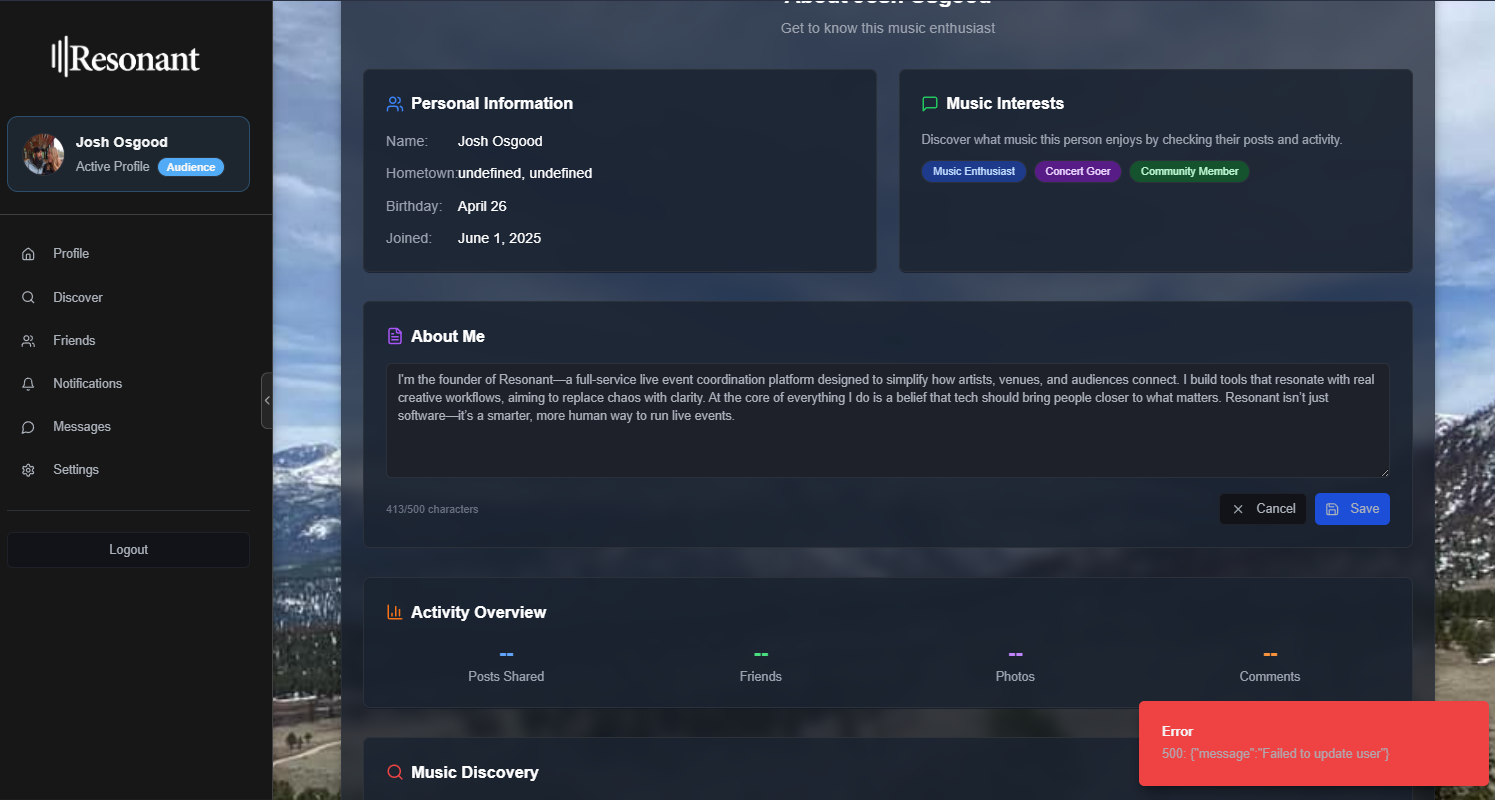 Resonant
About Josh Osgood
Get to know this music enthusiast
Josh Osgood
Active Profile Audience
Profile
Discover
Friends
Notifications
Messages
Settings
Logout
Personal Information
Name: Josh Osgood
Hometown: undefined, undefined
Birthday: April 26
Joined: June 1, 2025
Music Interests
Discover what music this person enjoys by checking their posts and activity.
Music Enthusiast Concert Goer Community Member
About Me
I'm the founder of Resonant—a full-service live event coordination platform designed to simplify how artists, venues, and audiences connect. I build tools that resonate with real
creative workflows, aiming to replace chaos with clarity. At the core of everything I do is a belief that tech should bring people closer to what matters. Resonant isn’t just
software—it’s a smarter, more human way to run live events.
413/500 characters
Cancel Save
Activity Overview
-- -- -- --
Posts Shared Friends Photos Comments
Music Discovery
Error
500: {"message":"Failed to update user"}